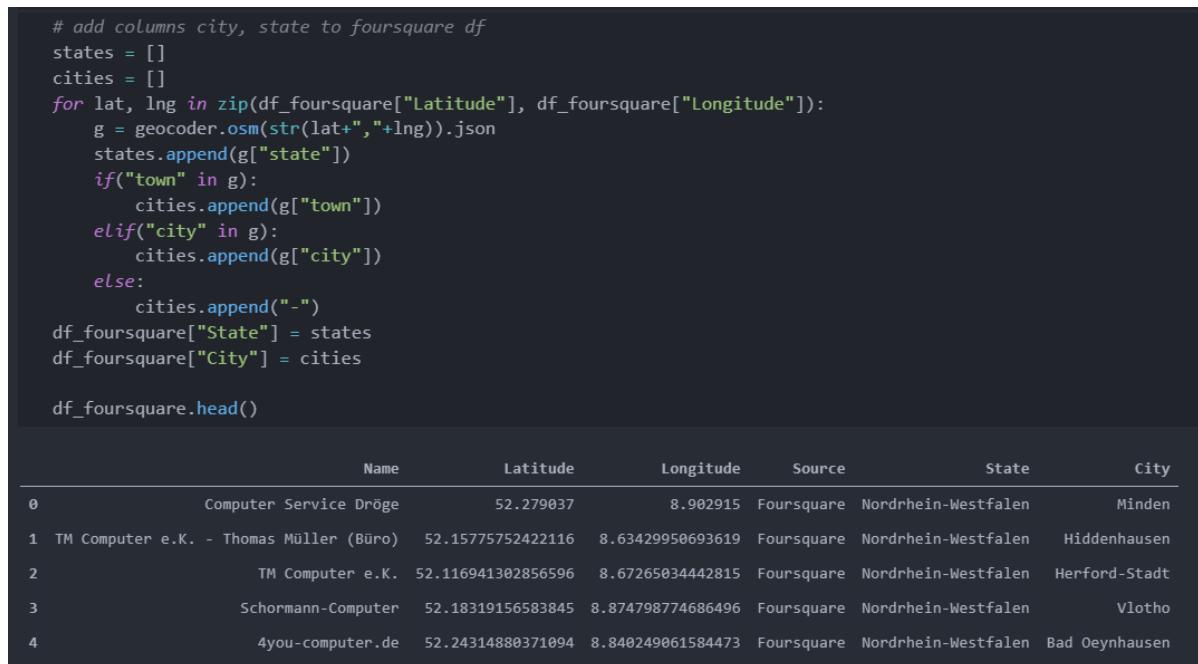 # add columns city, state to foursquare df
states = []
cities = []
for lat, lng in zip(df_foursquare["Latitude"], df_foursquare["Longitude"]):
    g = geocoder.osm(str(lat+","+lng)).json
    states.append(g["state"])
    if("town" in g):
        cities.append(g["town"])
    elif("city" in g):
        cities.append(g["city"])
    else:
        cities.append("-")
df_foursquare["State"] = states
df_foursquare["City"] = cities
df_foursquare.head()
Name Latitude Longitude Source State City
0 Computer Service Dröge 52.279037 8.902915 Foursquare Nordrhein-Westfalen Minden
1 TM Computer e.K. - Thomas Müller (Büro) 52.15775752422116 8.63429950693619 Foursquare Nordrhein-Westfalen Hiddenhausen
2 TM Computer e.K. 52.116941302856596 8.67265034442815 Foursquare Nordrhein-Westfalen Herford-Stadt
3 Schormann-Computer 52.18319156583845 8.874798774686496 Foursquare Nordrhein-Westfalen Vlotho
4 4you-computer.de 52.24314880371094 8.840249061584473 Foursquare Nordrhein-Westfalen Bad Oeynhausen